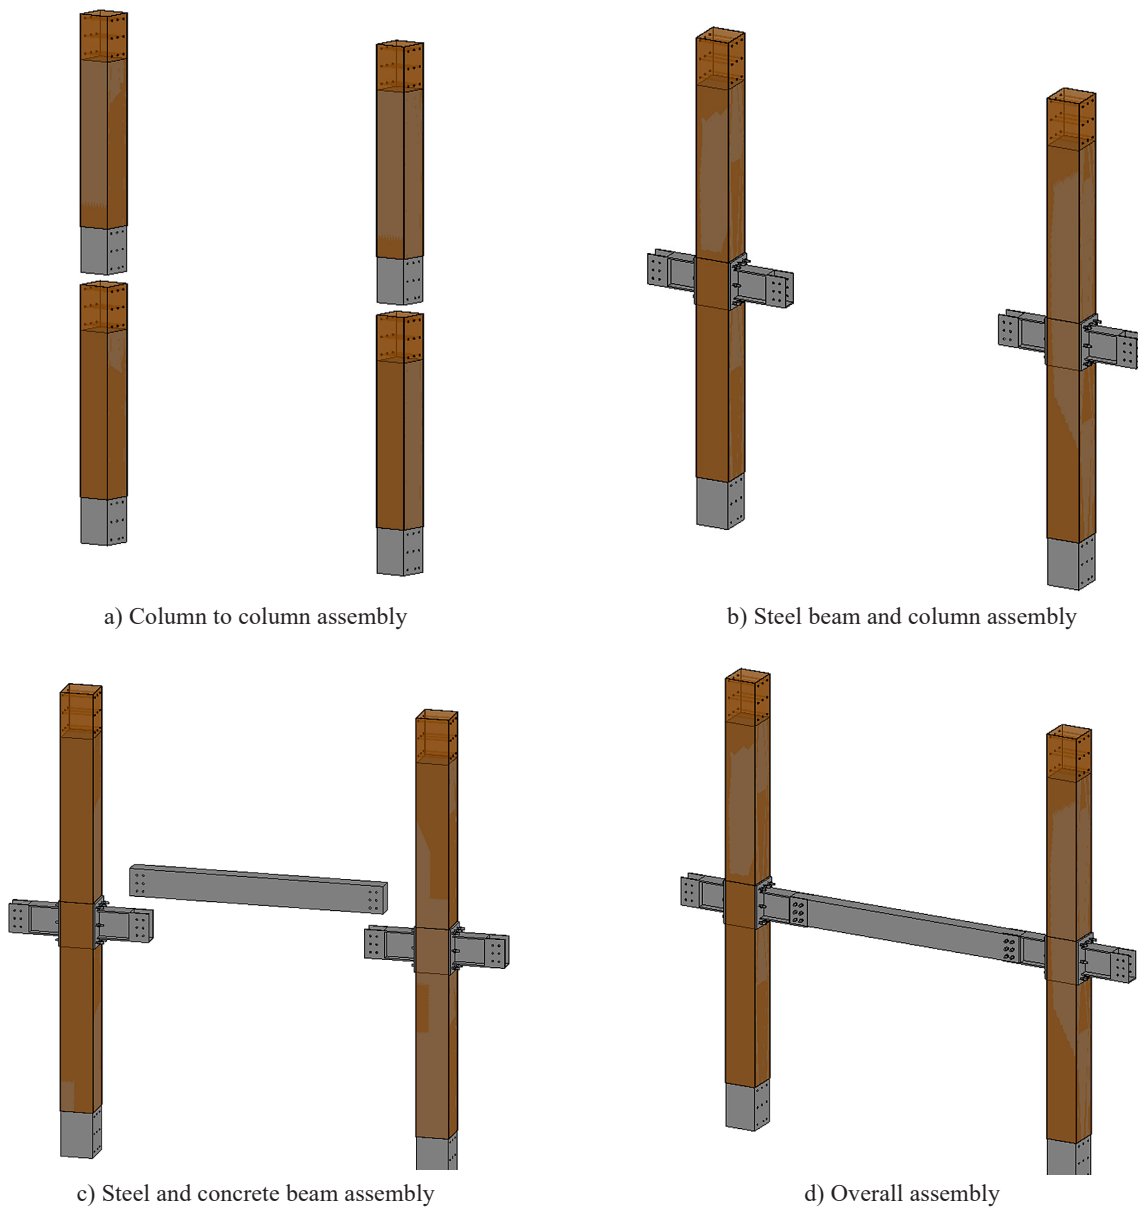 a) Column to column assembly
b) Steel beam and column assembly
c) Steel and concrete beam assembly
d) Overall assembly